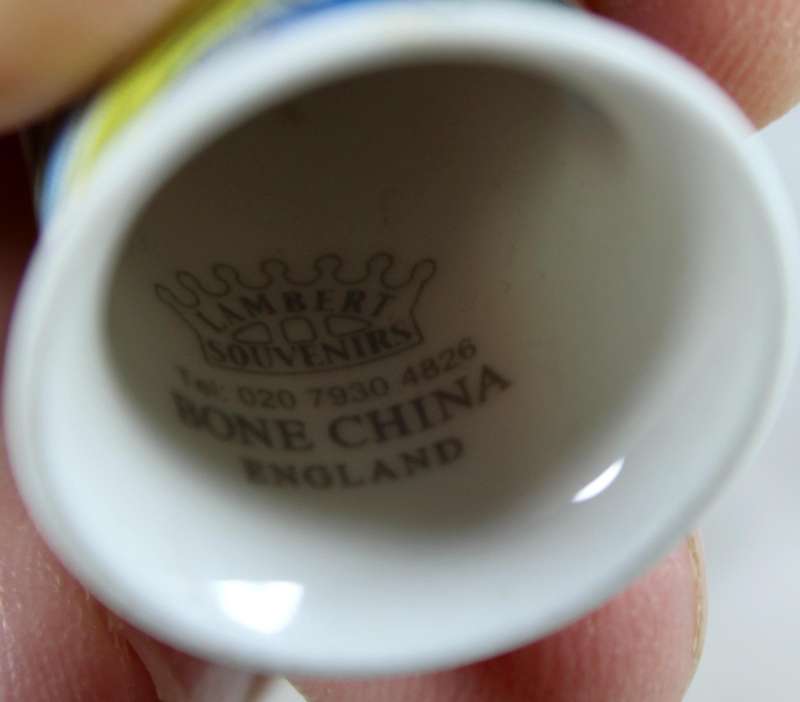 LAMBERT
SOUVENIRS
Tel: 020 7930 4826
BONE CHINA
ENGLAND